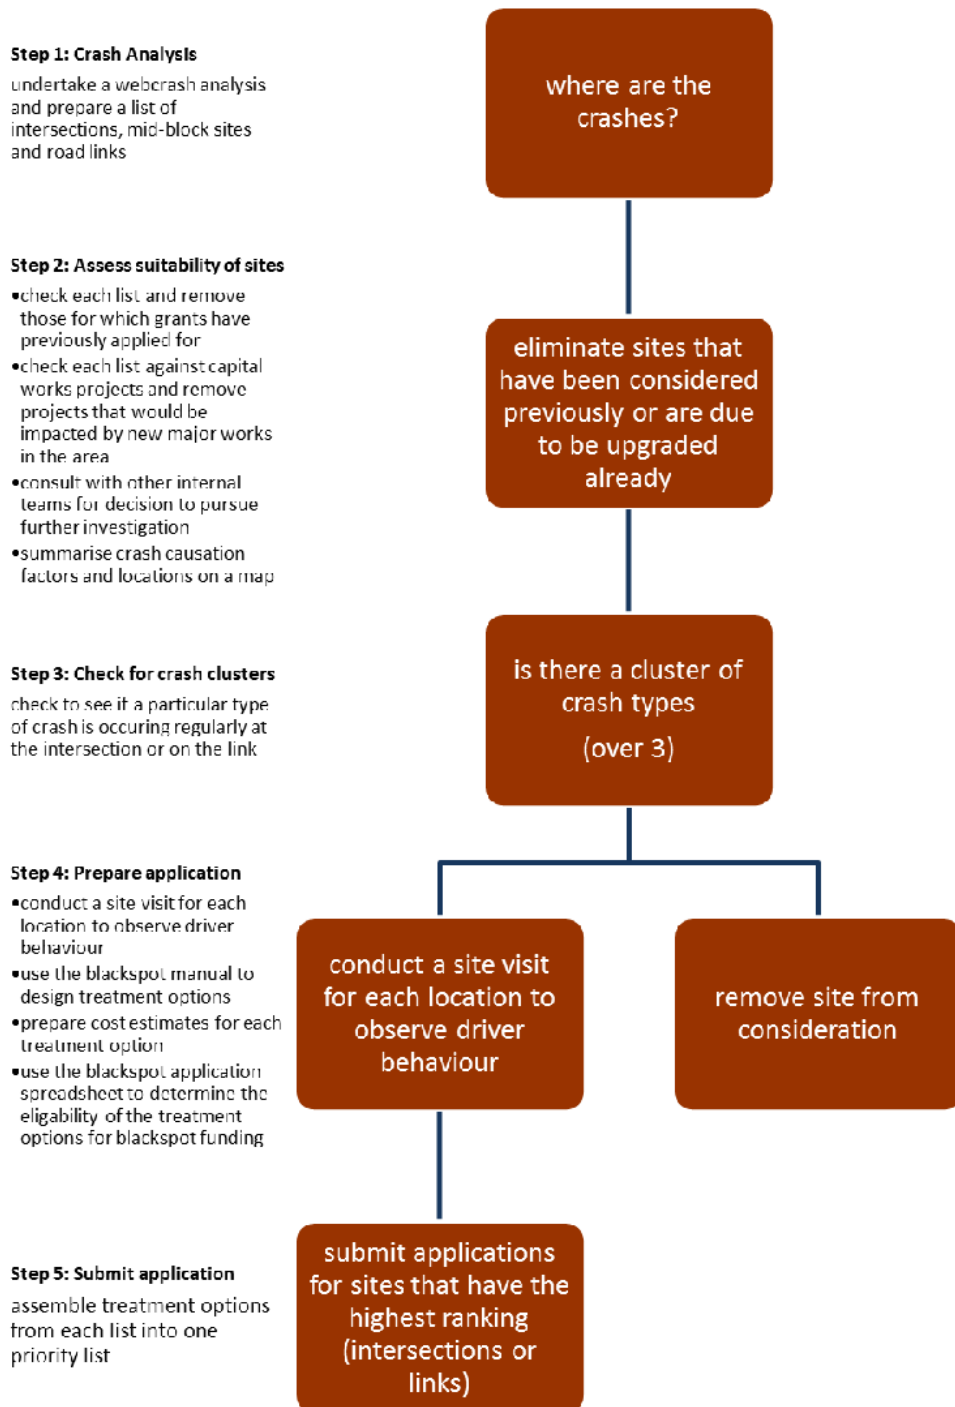 Step 1: Crash Analysis
undertake a webcrash analysis
and prepare a list of
intersections, mid-block sites
and road links
where are the
crashes?
Step 2: Assess suitability of sites
•check each list and remove
those for which grants have
previously applied for
•check each list against capital
works projects and remove
projects that would be
impacted by new major works
in the area
•consult with other internal
teams for decision to pursue
further investigation
•summarise crash causation
factors and locations on a map
eliminate sites that
have been considered
previously or are due
to be upgraded
already
Step 3: Check for crash clusters
check to see if a particular type
of crash is occuring regularly at
the intersection or on the link
is there a cluster of
crash types
(over 3)
Step 4: Prepare application
•conduct a site visit for each
location to observe driver
behaviour
•use the blackspot manual to
design treatment options
•prepare cost estimates for each
treatment option
•use the blackspot application
spreadsheet to determine the
eligability of the treatment
options for blackspot funding
conduct a site visit
for each location to
observe driver
behaviour
remove site from
consideration
Step 5: Submit application
assemble treatment options
from each list into one
priority list
submit applications
for sites that have the
highest ranking
(intersections or
links)